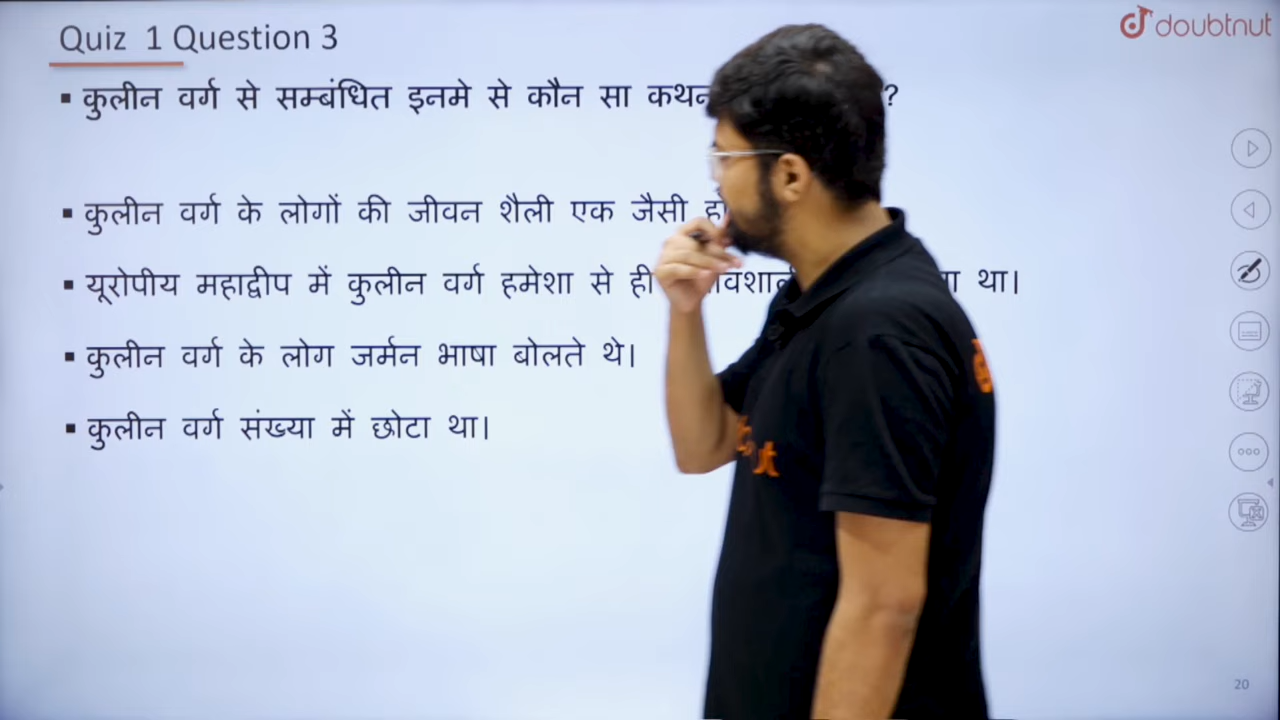 Quiz 1 Question 3
doubtnut
▪ कुलीन वर्ग से सम्बंधित इनमे से कौन सा कथन ?
▪ कुलीन वर्ग के लोगों की जीवन शैली एक जैसी
▪ यूरोपीय महाद्वीप में कुलीन वर्ग हमेशा से ही था।
▪ कुलीन वर्ग के लोग जर्मन भाषा बोलते थे।
▪ कुलीन वर्ग संख्या में छोटा था।
20